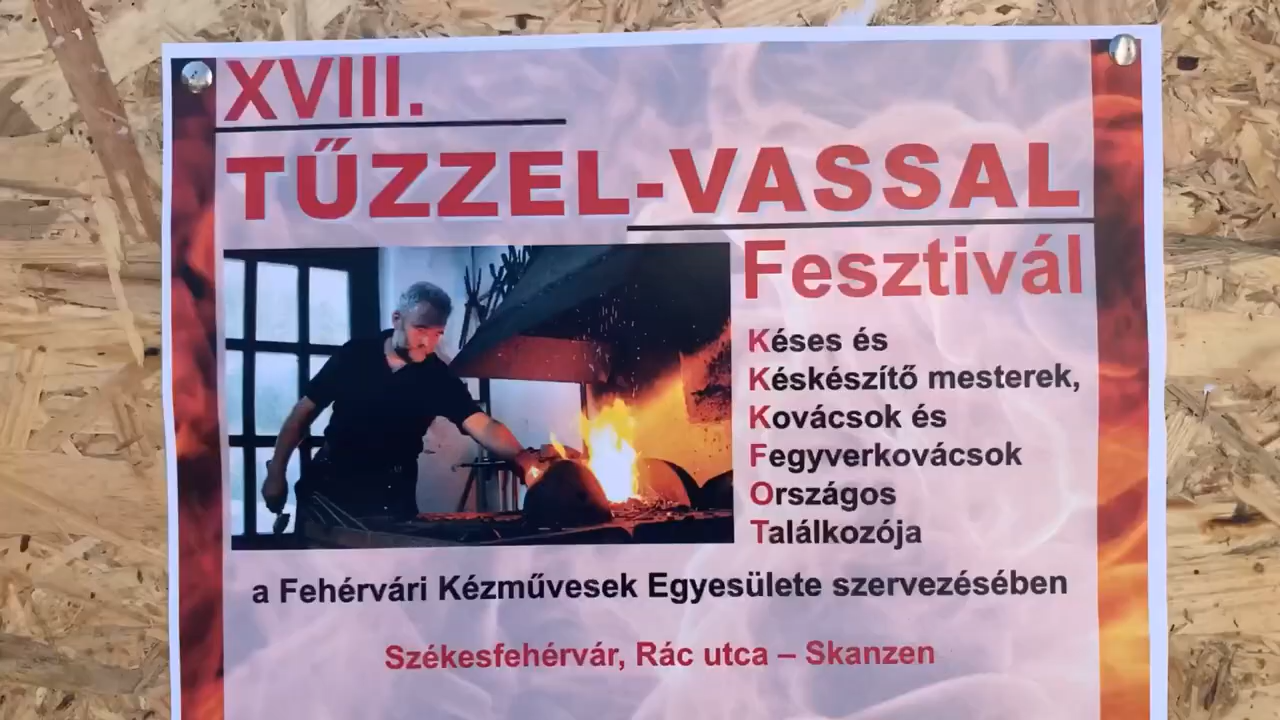 XVIII.
TŰZZEL-VASSAL
Fesztivál
Késes és
Késkészítő mesterek,
Kovácsok és
Fegyverkovácsok
Országos
Találkozója
a Fehérvári Kézművesek Egyesülete szervezésében
Székesfehérvár, Rác utca – Skanzen